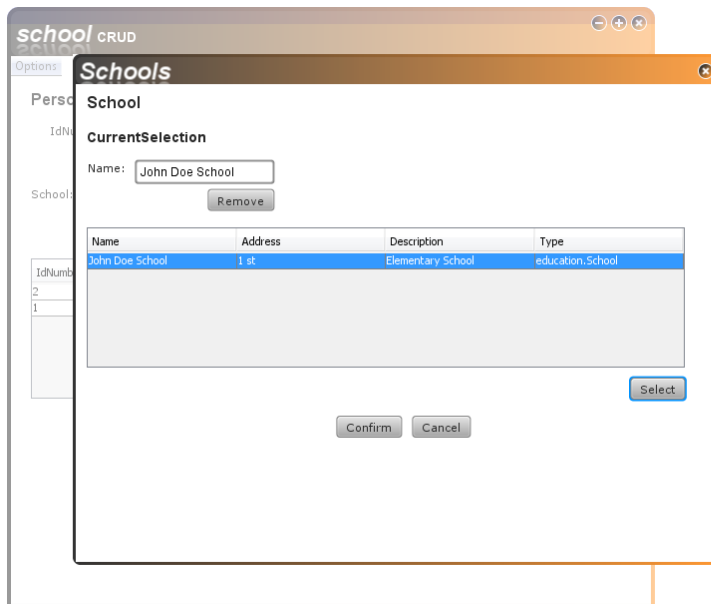 school CRUD
Options
Schools
Perso
School
IdNu
CurrentSelection
Name: John Doe School
School:
Remove
Name Address Description Type
John Doe School 1 st Elementary School education.School
IdNumb
2
1
Select
Confirm Cancel